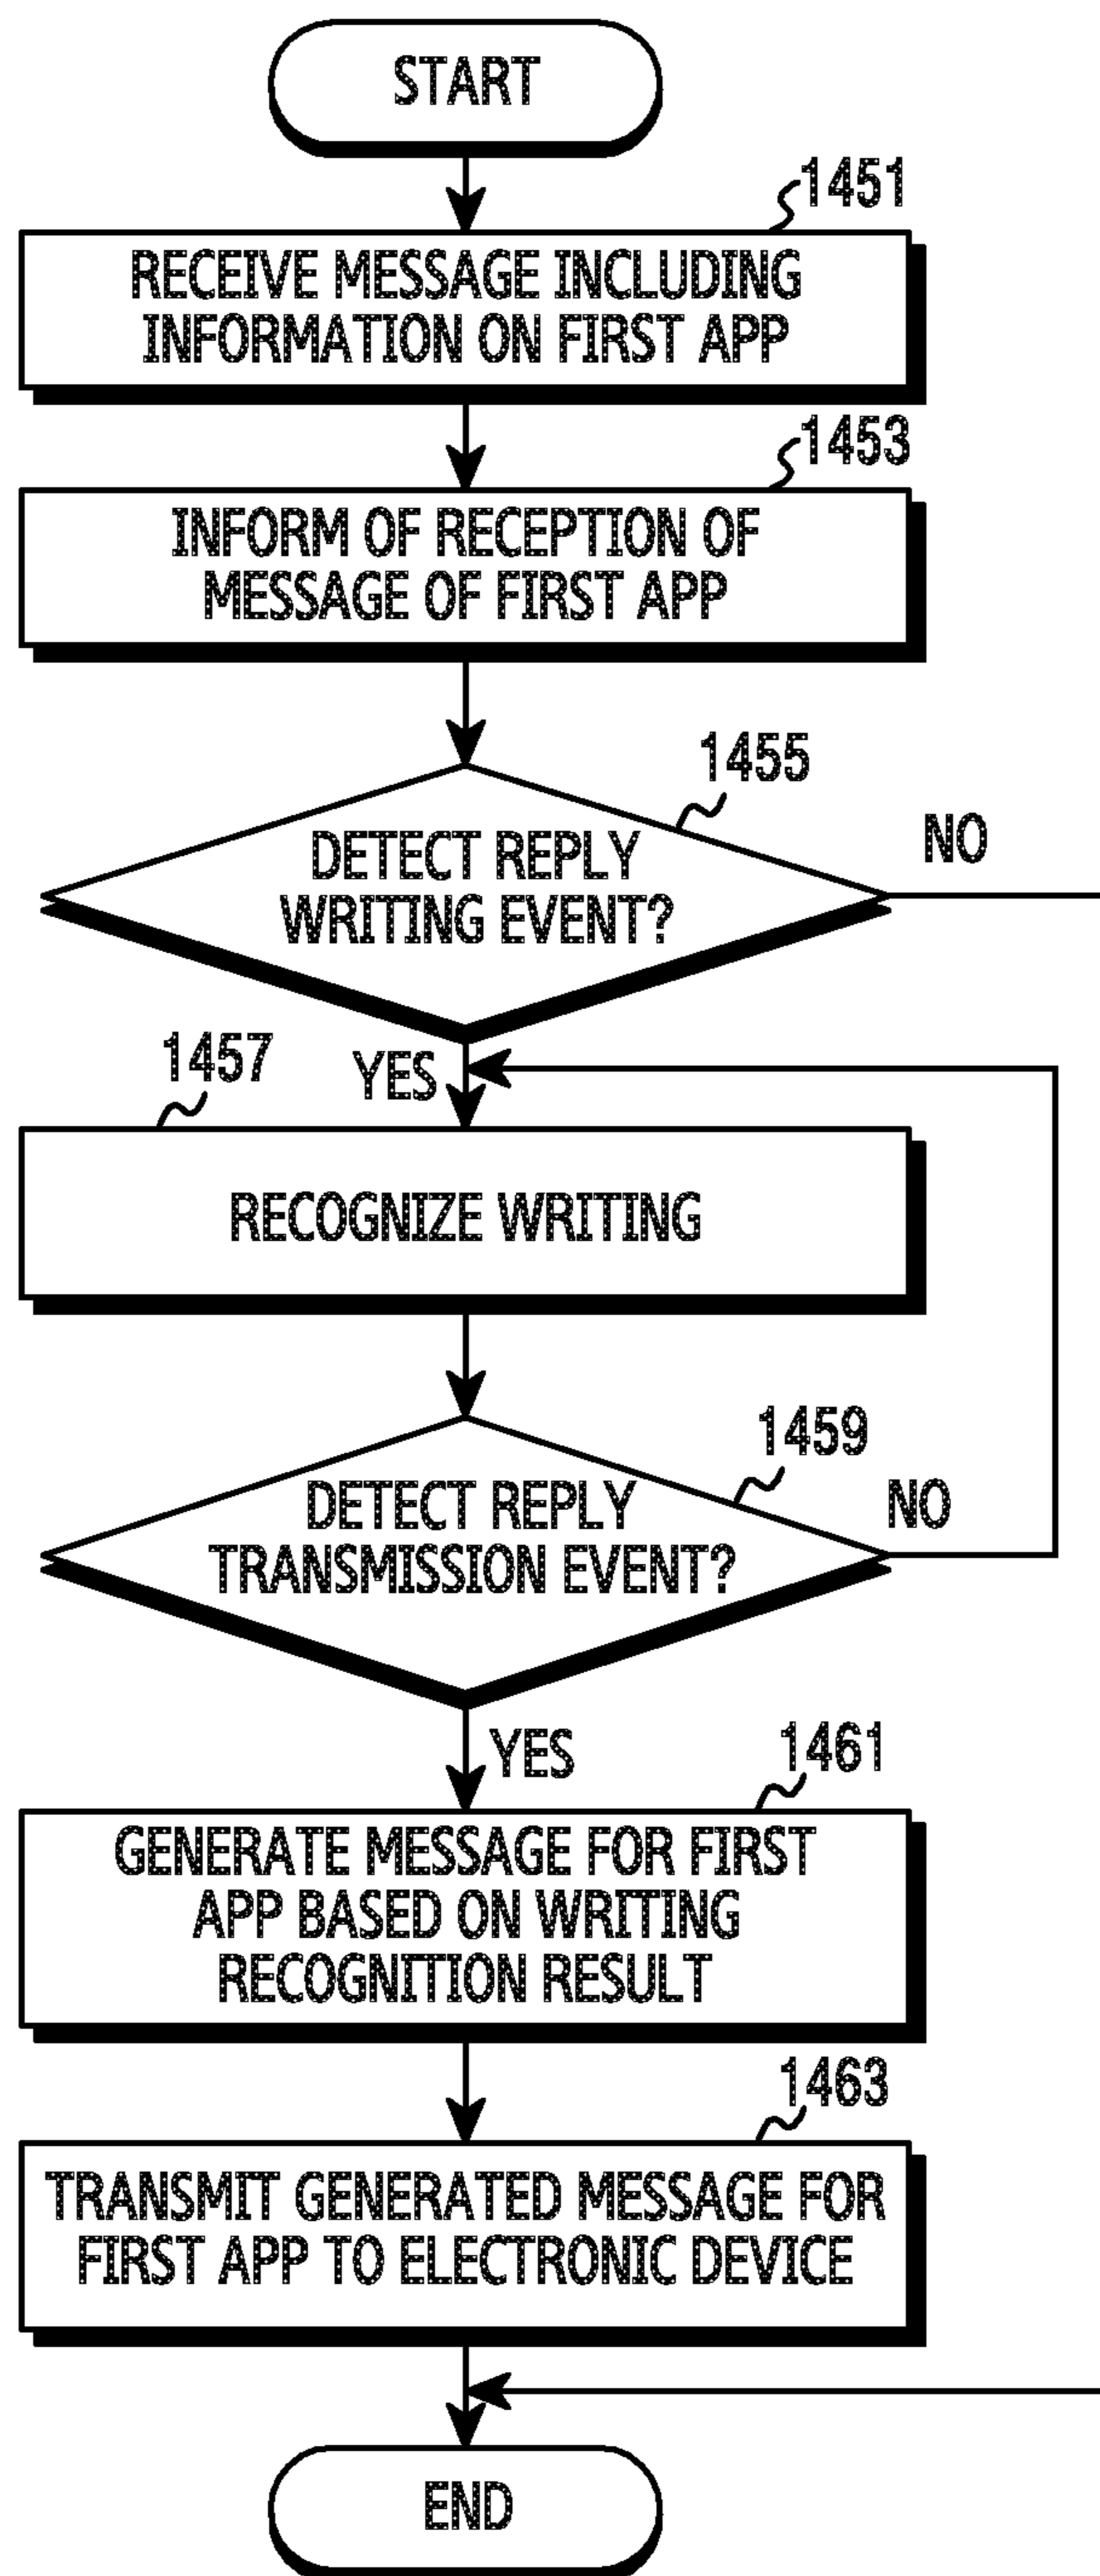 START
1451
RECEIVE MESSAGE INCLUDING
INFORMATION ON FIRST APP
1453
INFORM OF RECEPTION OF
MESSAGE OF FIRST APP
1455
DETECT REPLY
WRITING EVENT?
NO
YES
1457
RECOGNIZE WRITING
1459
DETECT REPLY
TRANSMISSION EVENT?
NO
YES
1461
GENERATE MESSAGE FOR FIRST
APP BASED ON WRITING
RECOGNITION RESULT
1463
TRANSMIT GENERATED MESSAGE FOR
FIRST APP TO ELECTRONIC DEVICE
END